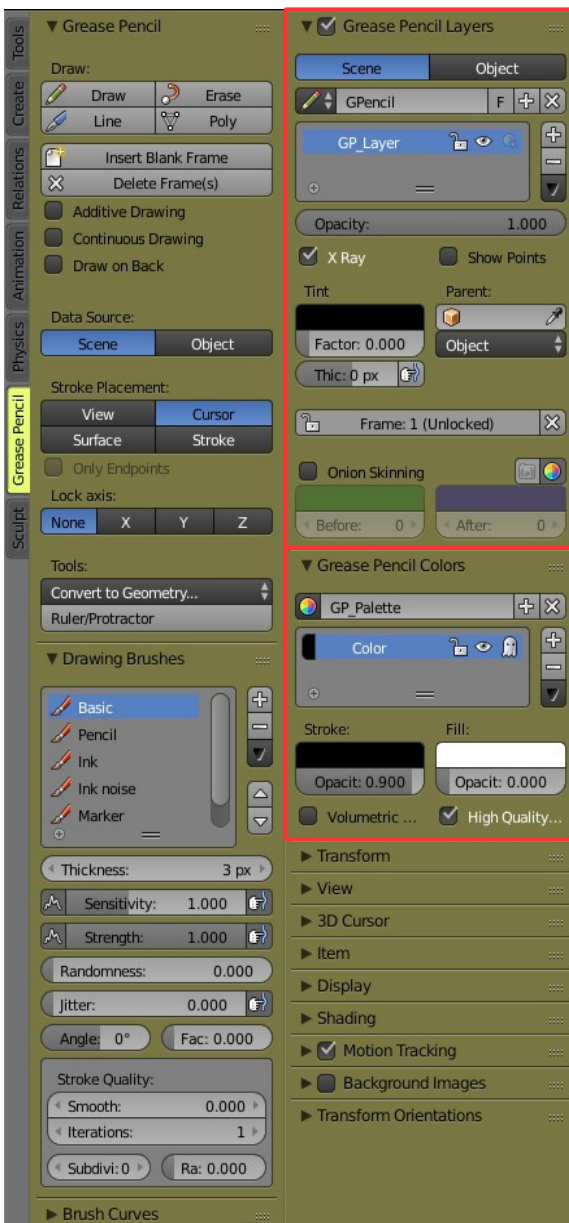 Tools
Create
Relations
Animation
Physics
Grease Pencil
Sculpt
Grease Pencil
Draw:
Draw Erase
Line Poly
Insert Blank Frame
Delete Frame(s)
Additive Drawing
Continuous Drawing
Draw on Back
Data Source:
Scene Object
Stroke Placement:
View Cursor
Surface Stroke
Only Endpoints
Lock axis:
None X Y Z
Tools:
Convert to Geometry...
Ruler/Protractor
Drawing Brushes
Basic
Pencil
Ink
Ink noise
Marker
Thickness: 3 px
Sensitivity: 1.000
Strength: 1.000
Randomness: 0.000
Jitter: 0.000
Angle: 0° Fac: 0.000
Stroke Quality:
Smooth: 0.000
Iterations: 1
Subdivi: 0 Ra: 0.000
Brush Curves
Grease Pencil Layers
Scene Object
GPencil F
GP_Layer
Opacity: 1.000
X Ray Show Points
Tint Parent:
Factor: 0.000 Object
Thic: 0 px
Frame: 1 (Unlocked)
Onion Skinning
Before: 0 After: 0
Grease Pencil Colors
GP_Palette
Color
Stroke: Fill:
Opacit: 0.900 Opacit: 0.000
Volumetric ... High Quality...
Transform
View
3D Cursor
Item
Display
Shading
Motion Tracking
Background Images
Transform Orientations